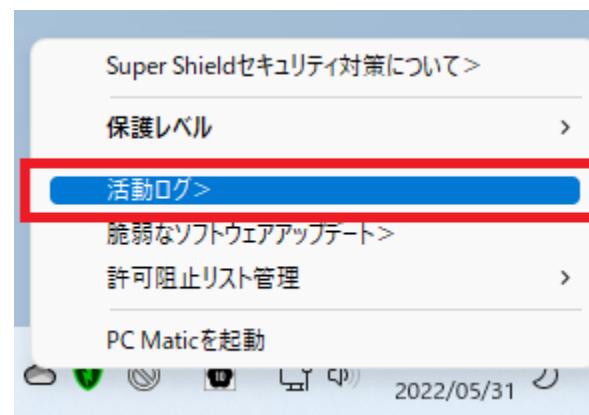 Super Shieldセキュリティ対策について>
保護レベル >
活動ログ>
脆弱なソフトウェアアップデート>
許可阻止リスト管理 >
PC Maticを起動
2022/05/31